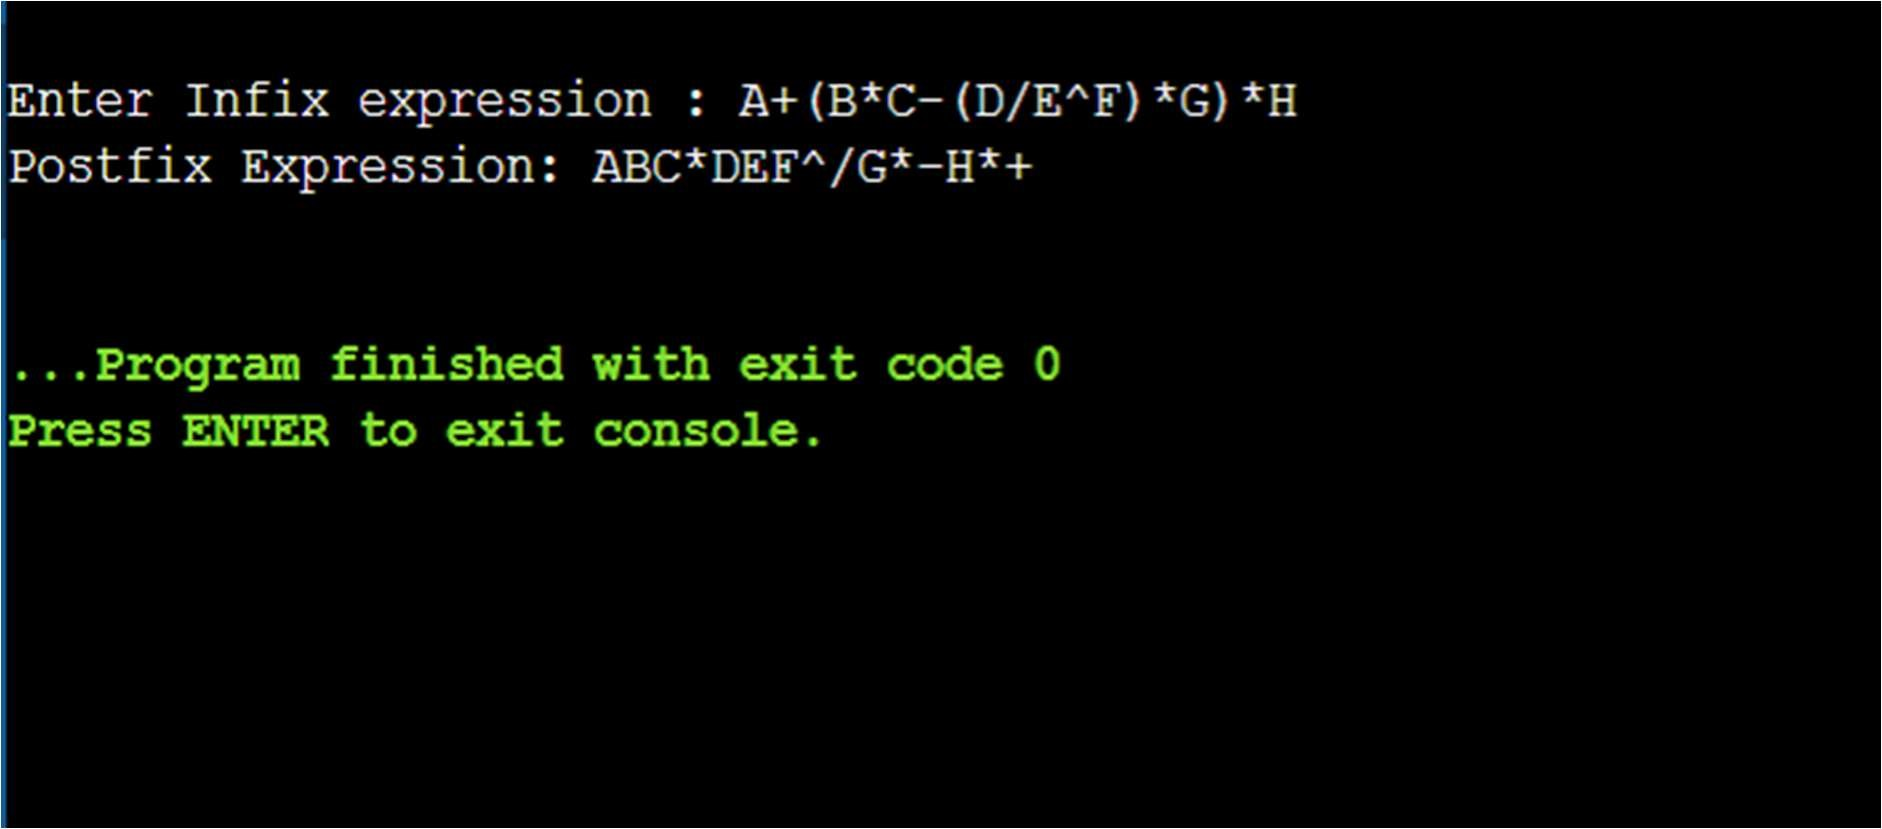 Enter Infix expression : A+(B*C-(D/E^F)*G)*H
Postfix Expression: ABC*DEF^/G*-H*+
...Program finished with exit code 0
Press ENTER to exit console.